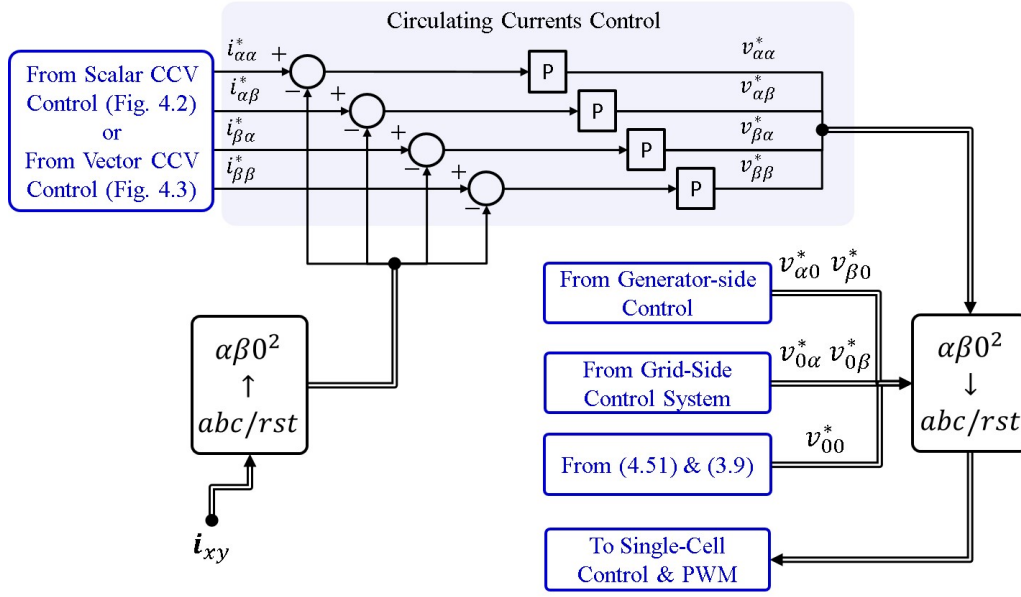 Circulating Currents Control
From Scalar CCV
Control (Fig. 4.2)
or
From Vector CCV
Control (Fig. 4.3)
i*αα
i*αβ
i*βα
i*ββ
+
−
+
−
+
−
+
−
P
P
P
P
v*αα
v*αβ
v*βα
v*ββ
From Generator-side
Control
v*α0 v*β0
From Grid-Side
Control System
v*0α v*0β
From (4.51) & (3.9)
v*00
αβ0²
↑
abc/rst
αβ0²
↓
abc/rst
ixy
To Single-Cell
Control & PWM